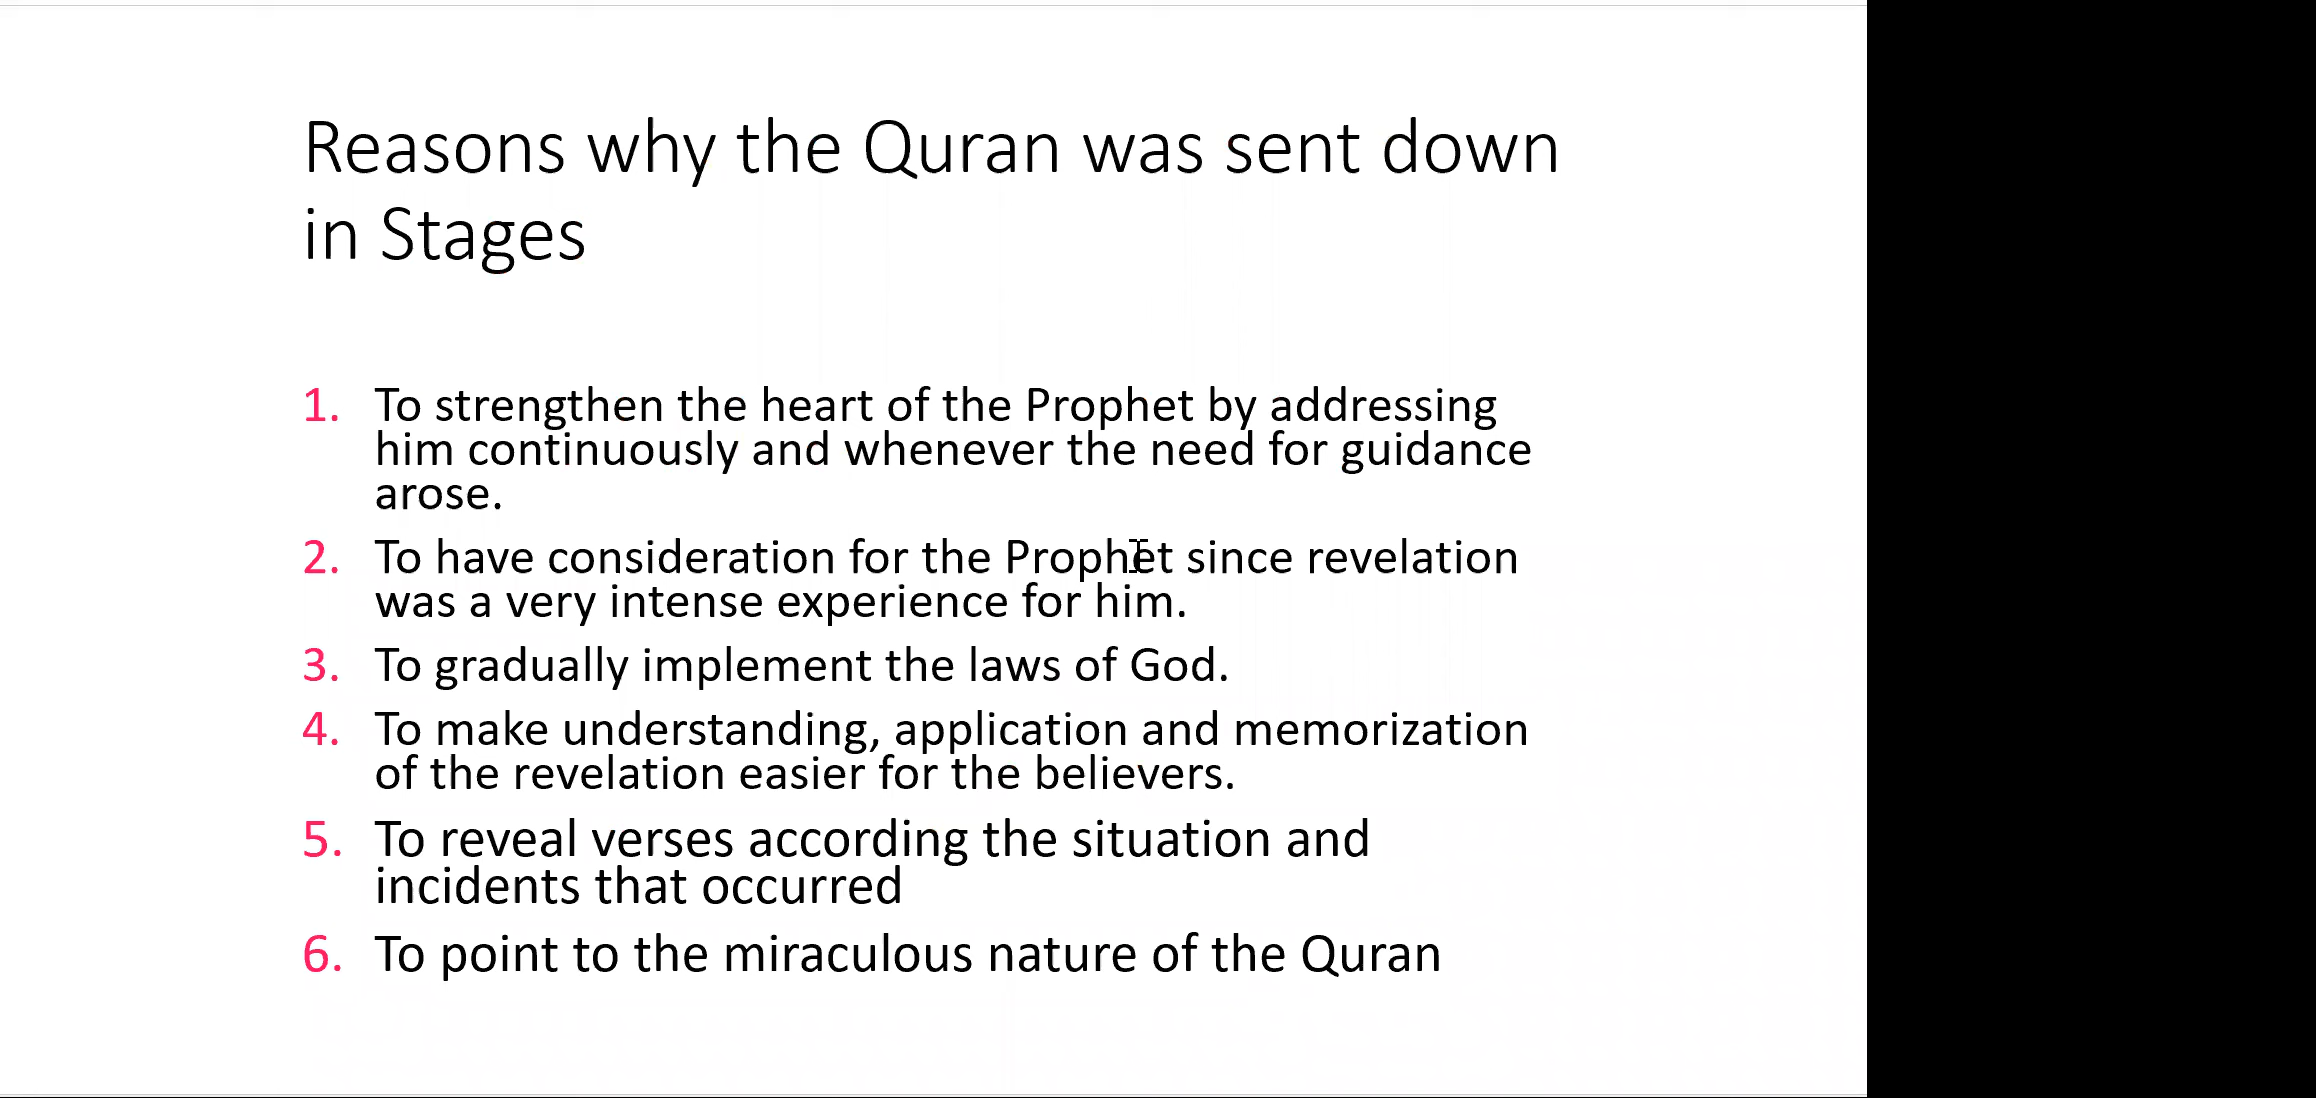 Reasons why the Quran was sent down
in Stages
1. To strengthen the heart of the Prophet by addressing
him continuously and whenever the need for guidance
arose.
2. To have consideration for the Prophet since revelation
was a very intense experience for him.
3. To gradually implement the laws of God.
4. To make understanding, application and memorization
of the revelation easier for the believers.
5. To reveal verses according the situation and
incidents that occurred
6. To point to the miraculous nature of the Quran